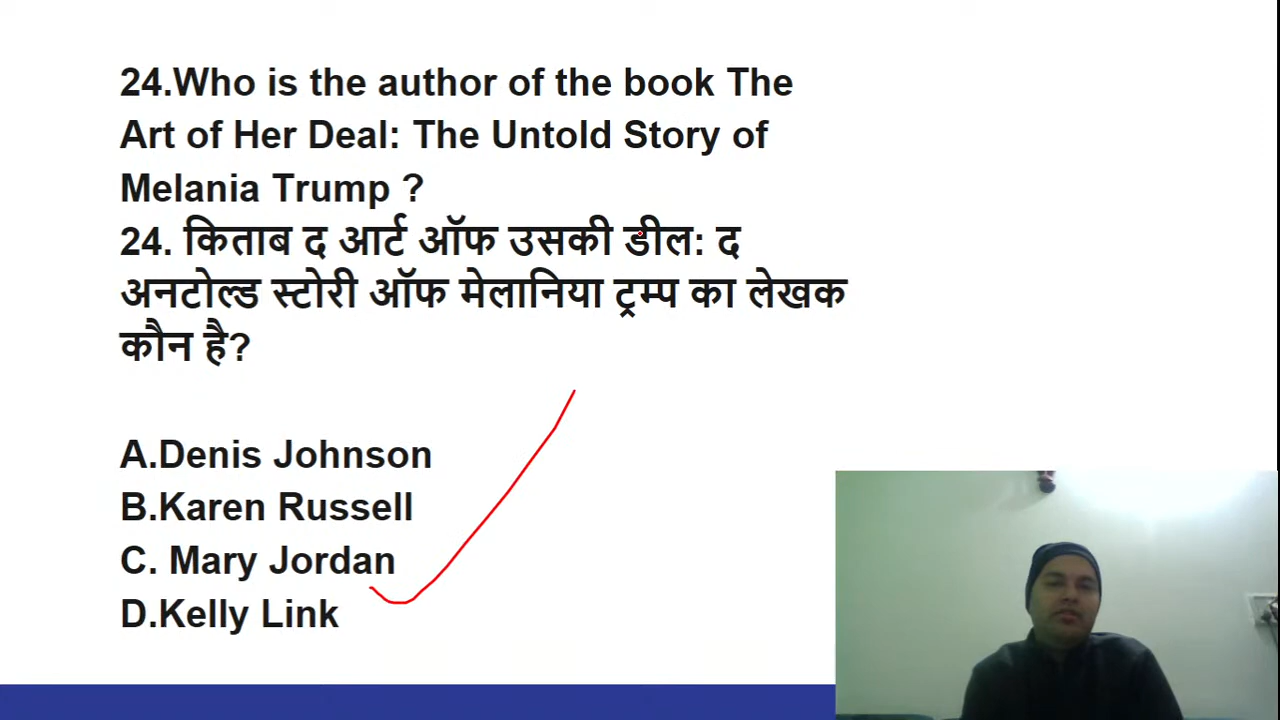 24.Who is the author of the book The
Art of Her Deal: The Untold Story of
Melania Trump ?
24. किताब द आर्ट ऑफ उसकी डील: द
अनटोल्ड स्टोरी ऑफ मेलानिया ट्रम्प का लेखक
कौन है?
A.Denis Johnson
B.Karen Russell
C. Mary Jordan
D.Kelly Link